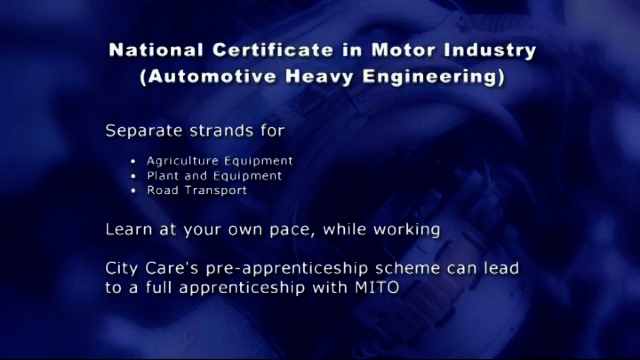 National Certificate in Motor Industry
(Automotive Heavy Engineering)
Separate strands for
• Agriculture Equipment
• Plant and Equipment
• Road Transport
Learn at your own pace, while working
City Care's pre-apprenticeship scheme can lead
to a full apprenticeship with MITO